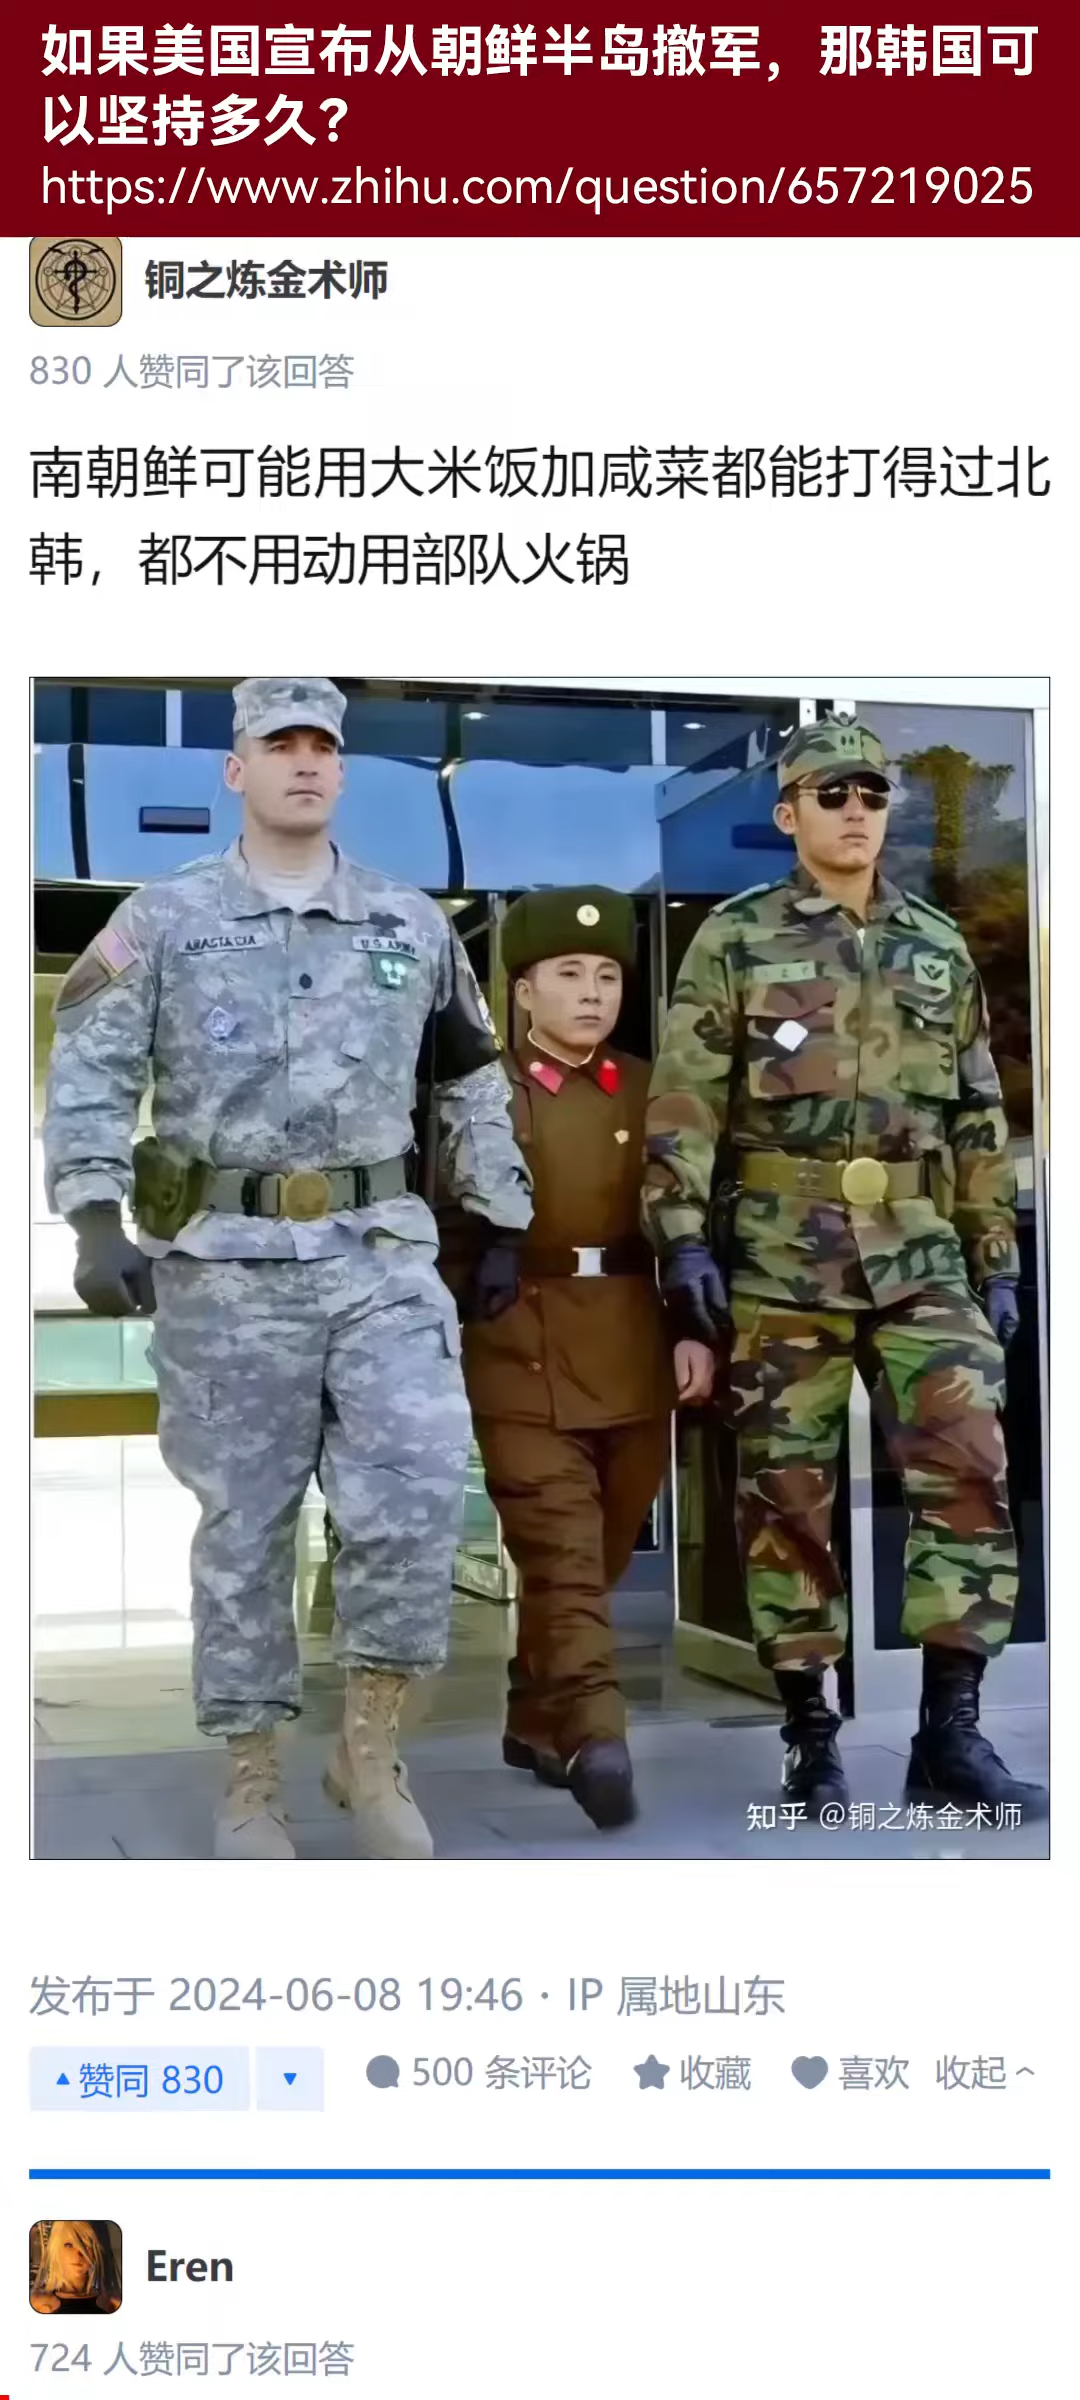 如果美国宣布从朝鲜半岛撤军，那韩国可
以坚持多久？
https://www.zhihu.com/question/657219025
铜之炼金术师
830 人赞同了该回答
南朝鲜可能用大米饭加咸菜都能打得过北
韩，都不用动用部队火锅
ANASTACIA
U.S. ARMY
知乎 @铜之炼金术师
发布于 2024-06-08 19:46 · IP 属地山东
赞同 830
500 条评论
收藏
喜欢
收起
Eren
724 人赞同了该回答